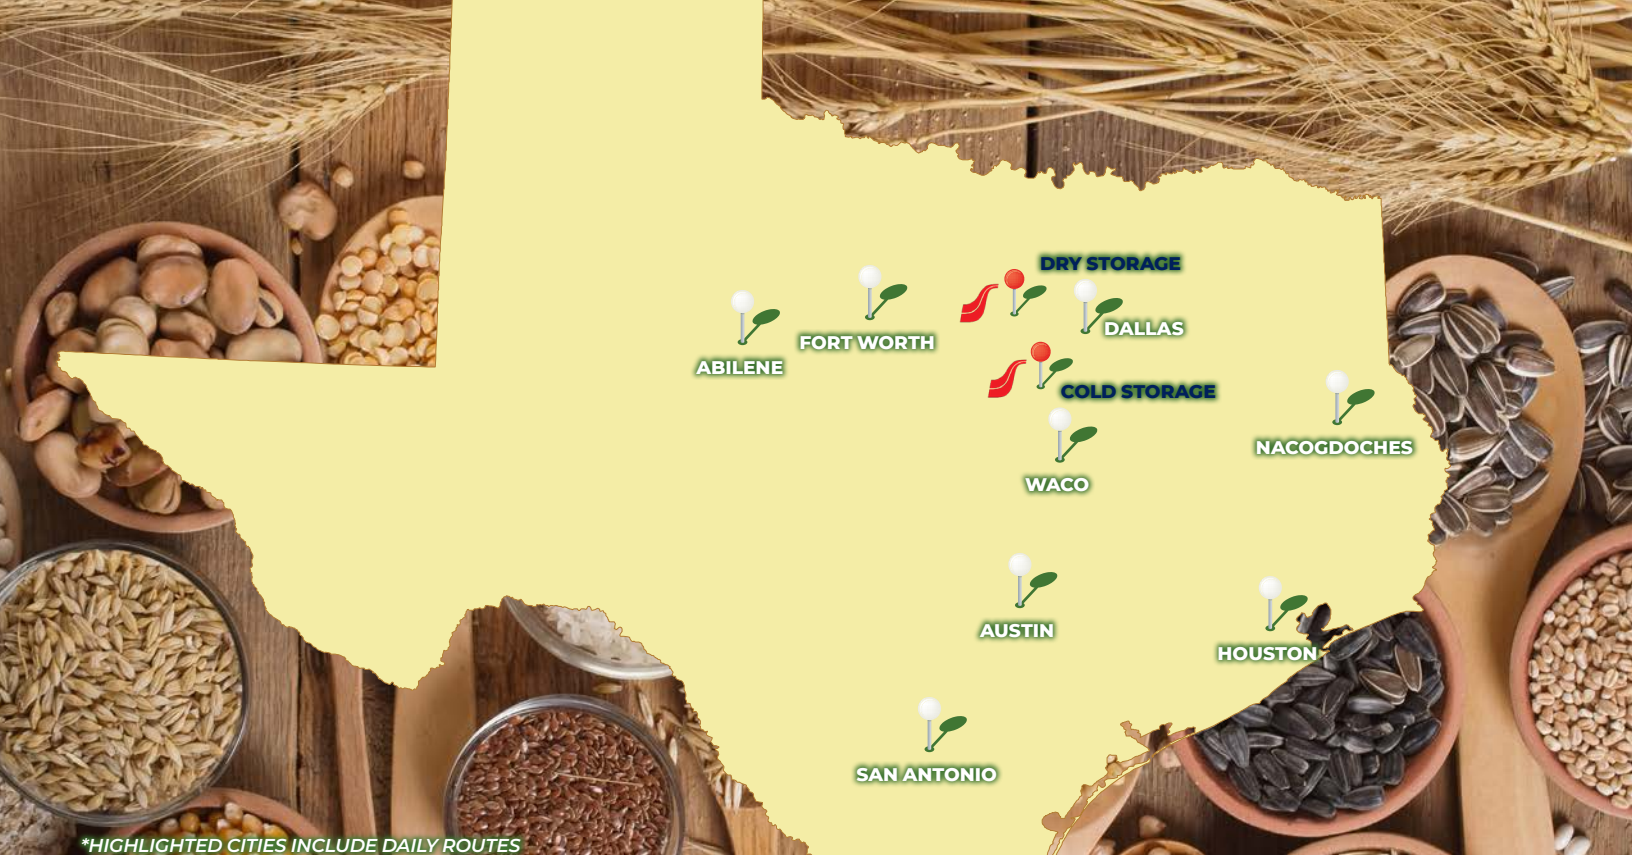 DRY STORAGE
DALLAS
FORT WORTH
ABILENE
COLD STORAGE
NACOGDOCHES
WACO
AUSTIN
HOUSTON
SAN ANTONIO
*HIGHLIGHTED CITIES INCLUDE DAILY ROUTES